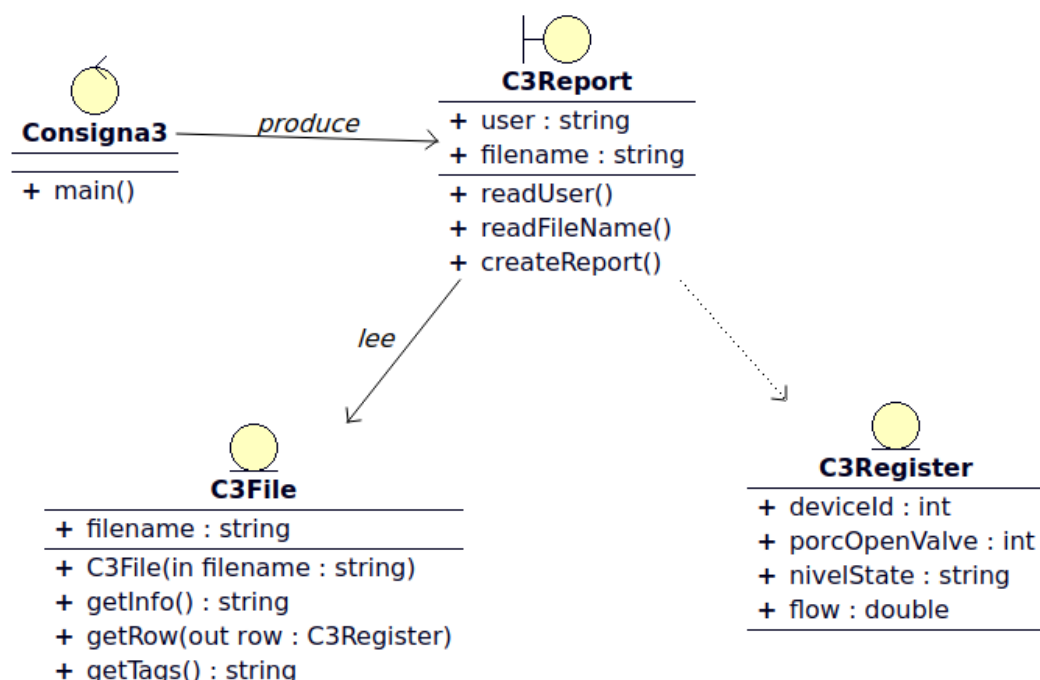 C3Report
+ user : string
+ filename : string
+ readUser()
+ readFileName()
+ createReport()
Consigna3
+ main()
produce
lee
C3File
+ filename : string
+ C3File(in filename : string)
+ getInfo() : string
+ getRow(out row : C3Register)
+ getTags() : string
C3Register
+ deviceId : int
+ porcOpenValve : int
+ nivelState : string
+ flow : double